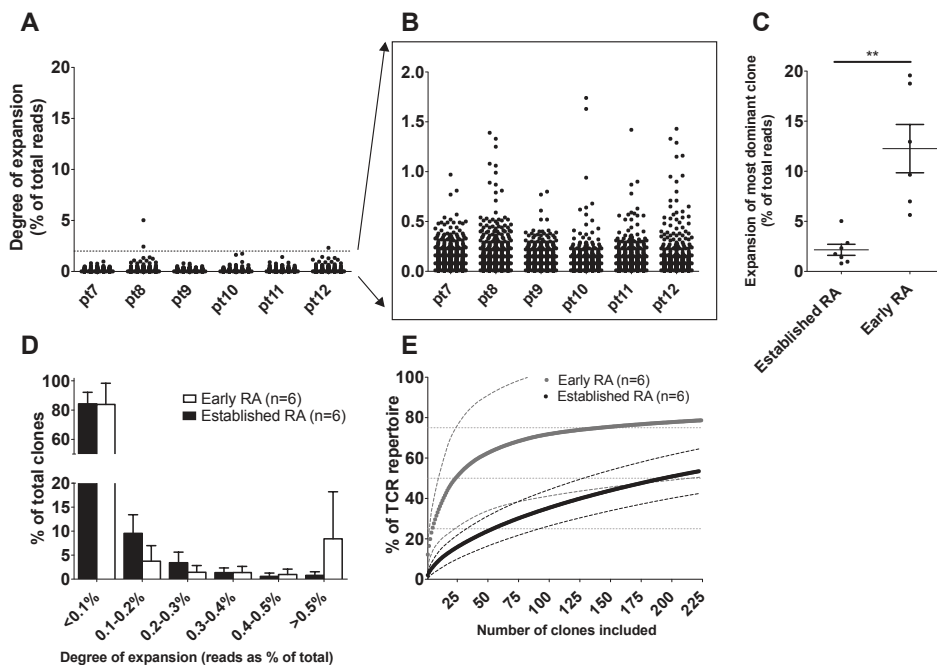 A
Degree of expansion
(% of total reads)
20
15
10
5
0
pt7
pt8
pt9
pt10
pt11
pt12
B
2.0
1.5
1.0
0.5
0.0
pt7
pt8
pt9
pt10
pt11
pt12
C
Expansion of most dominant clone
(% of total reads)
**
20
15
10
5
0
Established RA
Early RA
D
% of total clones
100
80
60
20
15
10
5
0
Early RA (n=6)
Established RA (n=6)
<0.1%
0.1-0.2%
0.2-0.3%
0.3-0.4%
0.4-0.5%
>0.5%
Degree of expansion (reads as % of total)
E
% of TCR repertoire
100
80
60
40
20
0
Early RA (n=6)
Established RA (n=6)
25
50
75
100
125
150
175
200
225
Number of clones included